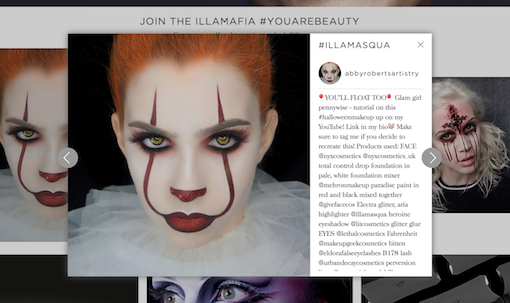 JOIN THE ILLAMAFIA #YOUAREBEAUTY
#ILLAMASQUA
abbyrobertsartistry
🎈YOU'LL FLOAT TOO🎈 Glam girl
pennywise - tutorial on this
#halloweenmakeup up on my
YouTube! Link in my bio Make
sure to tag me if you decide to
recreate this! Products used: FACE
@nyxcosmetics @nyxcosmetics_uk
total control drop foundation in
pale, white foundation mixer
@mehronmakeup paradise paint in
red and black mixed together
@givefacecos Electra glitter, aria
highlighter @illamasqua heroine
eyeshadow @litcosmetics glitter glue
EYES @lethalcosmetics Fahrenheit
@makeupgeekcosmetics bitten
@eldorafalseeyelashes B178 lash
@urbandecaycosmetics perversion